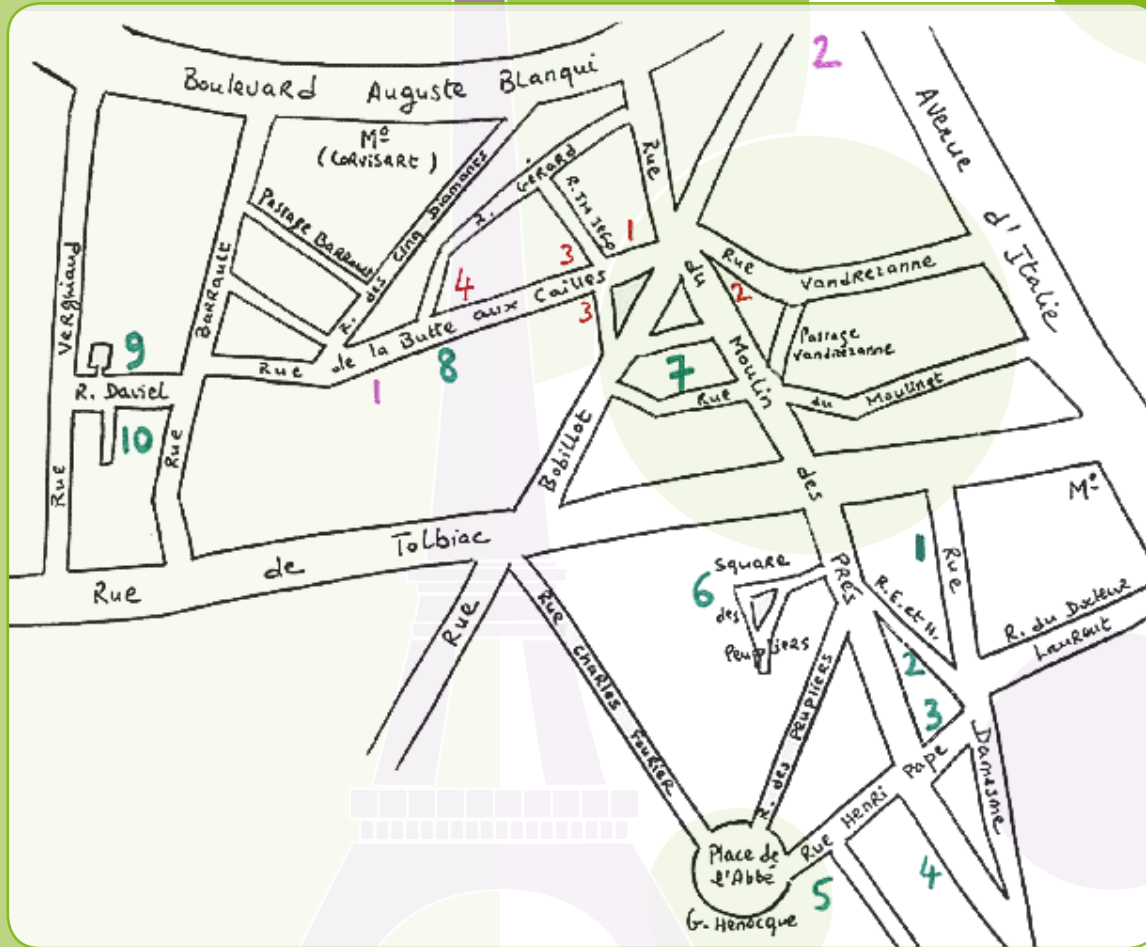 2
Boulevard Auguste Blanqui
Avenue d'Italie
Mº
(CORVISART)
Rue
R. Gérard
R. JM JEGO
1
Passage Barrault
R. des Cinq Diamants
3
4
Rue Vandrezanne
2
Rue Verghiaud
Rue Barrault
3
Rue de la Butte aux Cailles
du Moulin des Prés
Passage Vandrezanne
9
8
7
1
R. Daviel
Rue du Moulinet
10
Bobillot
Mº
Rue de Tolbiac
1
Rue Damesme
Square des Peupliers
6
R. E. et H.
R. du Docteur Laurent
Rue
Rue Charles Fourier
R. des Peupliers
2
3
Rue Henri Pape
Place de l'Abbé
G. Henocque
5
4